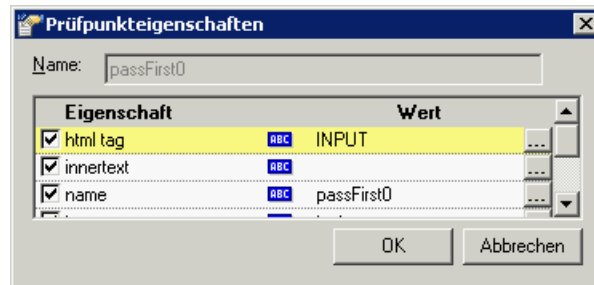 Prüfpunkteigenschaften
Name: passFirst0
Eigenschaft Wert
html tag ABC INPUT ...
innertext ABC ...
name ABC passFirst0 ...
OK Abbrechen